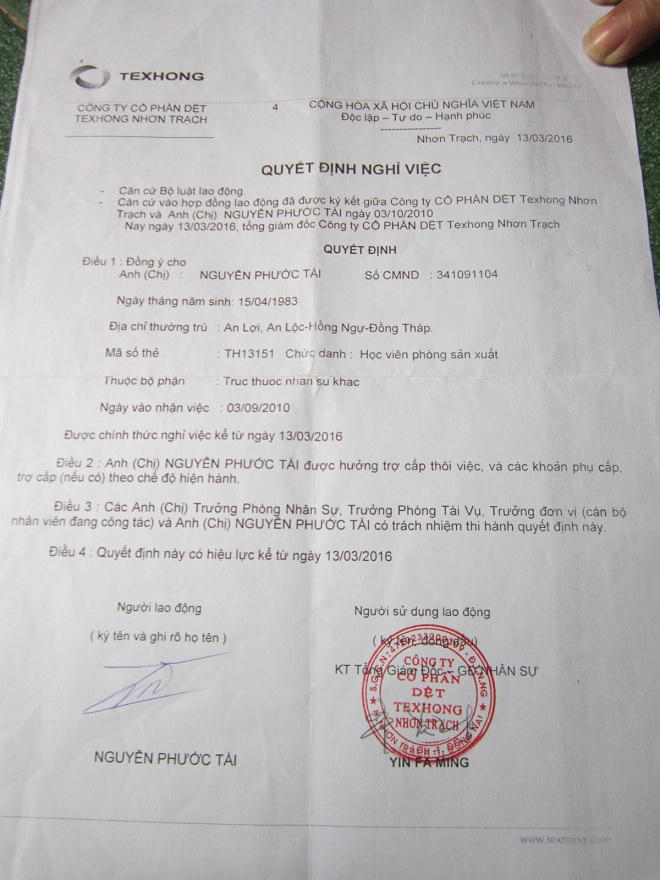 TEXHONG
Create a Wonderful World
CÔNG TY CỔ PHẦN DỆT
TEXHONG NHƠN TRẠCH
4
CỘNG HÒA XÃ HỘI CHỦ NGHĨA VIỆT NAM
Độc lập – Tự do – Hạnh phúc
Nhơn Trạch, ngày 13/03/2016
QUYẾT ĐỊNH NGHỈ VIỆC
- Căn cứ Bộ luật lao động.
- Căn cứ vào hợp đồng lao động đã được ký kết giữa Công ty CỔ PHẦN DỆT Texhong Nhơn
Trạch và Anh (Chị) NGUYỄN PHƯỚC TÀI ngày 03/10/2010
Nay ngày 13/03/2016, tổng giám đốc Công ty CỔ PHẦN DỆT Texhong Nhơn Trạch
QUYẾT ĐỊNH
Điều 1 : Đồng ý cho
Anh (Chị) : NGUYỄN PHƯỚC TÀI Số CMND : 341091104
Ngày tháng năm sinh: 15/04/1983
Địa chỉ thường trú : An Lợi, An Lộc-Hồng Ngự-Đồng Tháp.
Mã số thẻ : TH13151 Chức danh : Học viên phòng sản xuất
Thuộc bộ phận : Truc thuoc nhan su khac
Ngày vào nhận việc : 03/09/2010
Được chính thức nghỉ việc kể từ ngày 13/03/2016
Điều 2 : Anh (Chị) NGUYỄN PHƯỚC TÀI được hưởng trợ cấp thôi việc, và các khoản phụ cấp,
trợ cấp (nếu có) theo chế độ hiện hành.
Điều 3 : Các Anh (Chị) Trưởng Phòng Nhân Sự, Trưởng Phòng Tài Vụ, Trưởng đơn vị (cán bộ
nhân viên đang công tác) và Anh (Chị) NGUYỄN PHƯỚC TÀI có trách nhiệm thi hành quyết định này.
Điều 4 : Quyết định này có hiệu lực kể từ ngày 13/03/2016
Người lao động
( ký tên và ghi rõ họ tên )
Người sử dụng lao động
( ký tên, đóng dấu)
KT Tổng Giám Đốc – GĐ NHÂN SỰ
CÔNG TY
CỔ PHẦN
DỆT
TEXHONG
NHƠN TRẠCH
NGUYỄN PHƯỚC TÀI
YIN FA MING
www.texhong.com